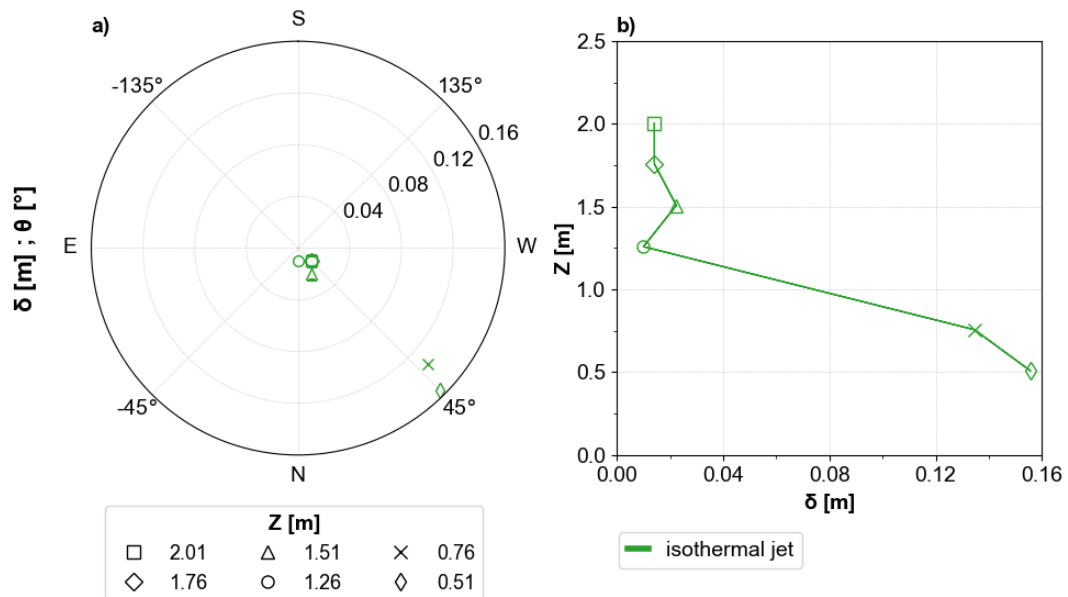 a)
S
-135°
135°
0.16
0.12
0.08
0.04
E
W
δ [m] ; θ [°]
-45°
45°
N
Z [m]
2.01 1.51 0.76
1.76 1.26 0.51
b)
2.5
2.0
1.5
1.0
0.5
0.0
Z [m]
0.00 0.04 0.08 0.12 0.16
δ [m]
isothermal jet